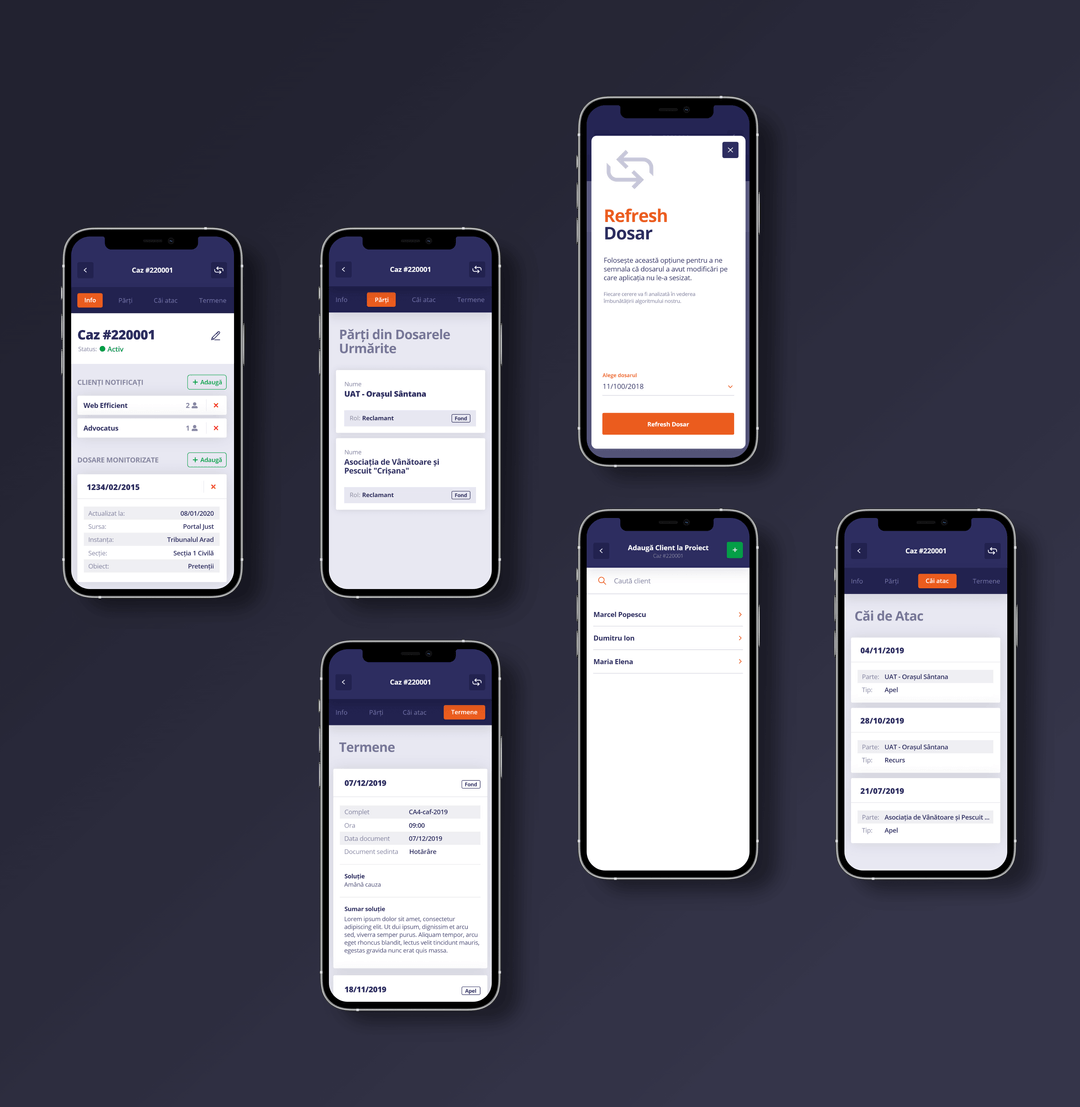 Caz #220001
Info Părți Căi atac Termene
Caz #220001
Status: Activ
CLIENȚI NOTIFICAȚI + Adaugă
Web Efficient 2
Advocatus 1
DOSARE MONITORIZATE + Adaugă
1234/02/2015
Actualizat la: 08/01/2020
Sursa: Portal Just
Instanța: Tribunalul Arad
Secție: Secția 1 Civilă
Obiect: Pretenții
Caz #220001
Info Părți Căi atac Termene
Părți din Dosarele
Urmărite
Nume
UAT - Orașul Sântana
Rol: Reclamant Fond
Nume
Asociația de Vânătoare și
Pescuit "Crișana"
Rol: Reclamant Fond
Caz #220001
Info Părți Căi atac Termene
Termene
07/12/2019 Fond
Complet CA4-caf-2019
Ora 09:00
Data document 07/12/2019
Document sedinta Hotărâre
Soluție
Amână cauza
Sumar soluție
Lorem ipsum dolor sit amet, consectetur
adipiscing elit. Ut dui ipsum, dignissim et arcu
sed, viverra semper purus. Aliquam tempor, arcu
eget rhoncus blandit, lectus velit tincidunt mauris,
egestas gravida nunc erat quis massa.
18/11/2019 Apel
Refresh
Dosar
Folosește această opțiune pentru a ne
semnala că dosarul a avut modificări pe
care aplicația nu le-a sesizat.
Fiecare cerere va fi analizată în vederea
îmbunătățirii algoritmului nostru.
Alege dosarul
11/100/2018
Refresh Dosar
Adaugă Client la Proiect
Caz #220001
Caută client
Marcel Popescu
Dumitru Ion
Maria Elena
Caz #220001
Info Părți Căi atac Termene
Căi de Atac
04/11/2019
Parte: UAT - Orașul Sântana
Tip: Apel
28/10/2019
Parte: UAT - Orașul Sântana
Tip: Recurs
21/07/2019
Parte: Asociația de Vânătoare și Pescuit ...
Tip: Apel